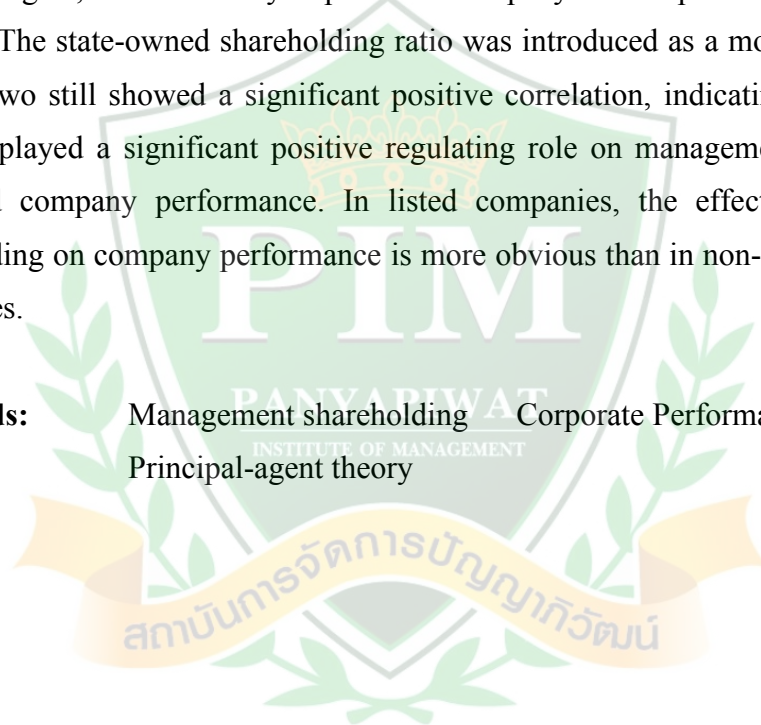 The state-owned shareholding ratio was introduced as a mo
wo still showed a significant positive correlation, indicati
played a significant positive regulating role on manageme
company performance. In listed companies, the effec
ding on company performance is more obvious than in non-
es.
ds: Management shareholding Corporate Performa
Principal-agent theory
PIM
PANYAPIWAT
INSTITUTE OF MANAGEMENT
สถาบันการจัดการปัญญาภิวัฒน์